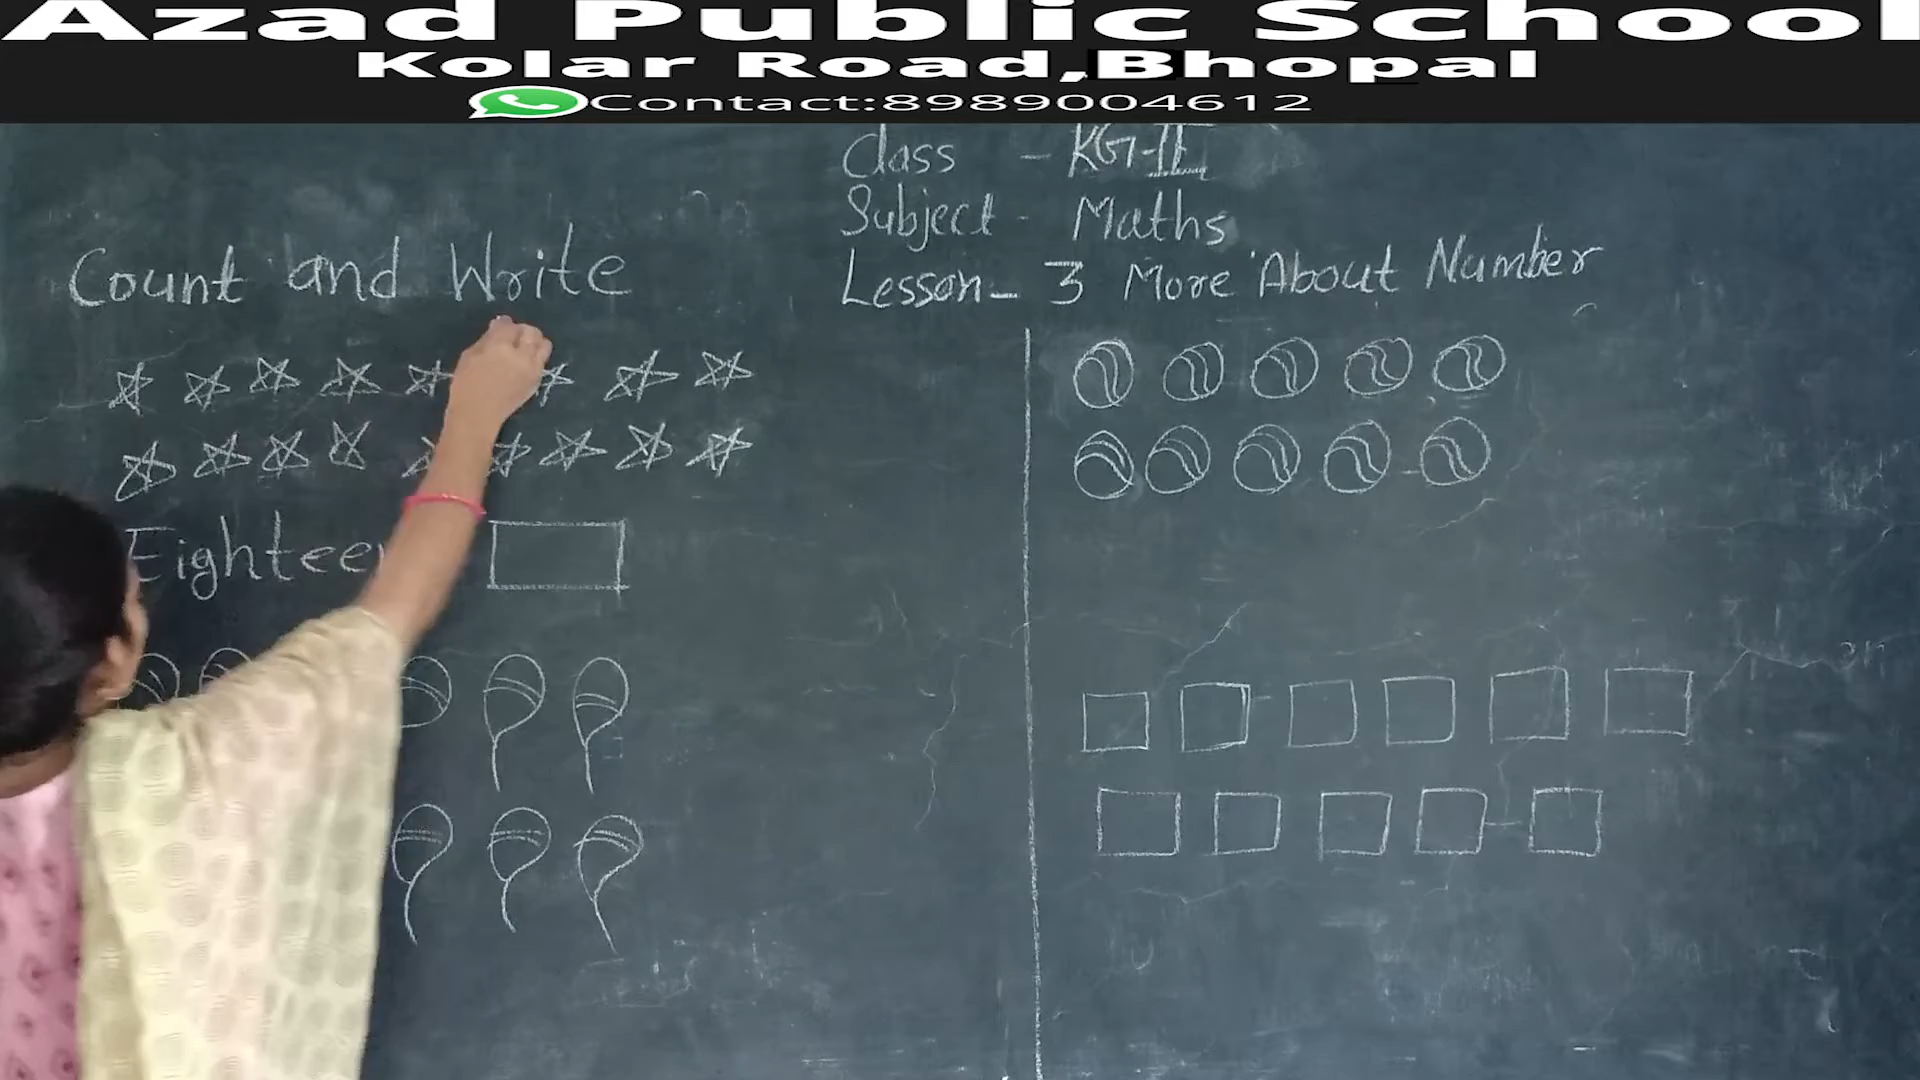 Azad Public School
Kolar Road,Bhopal
Contact:8989004612
Class - KG-II
Subject - Maths
Lesson - 3 More About Number
Count and Write
Eighteen